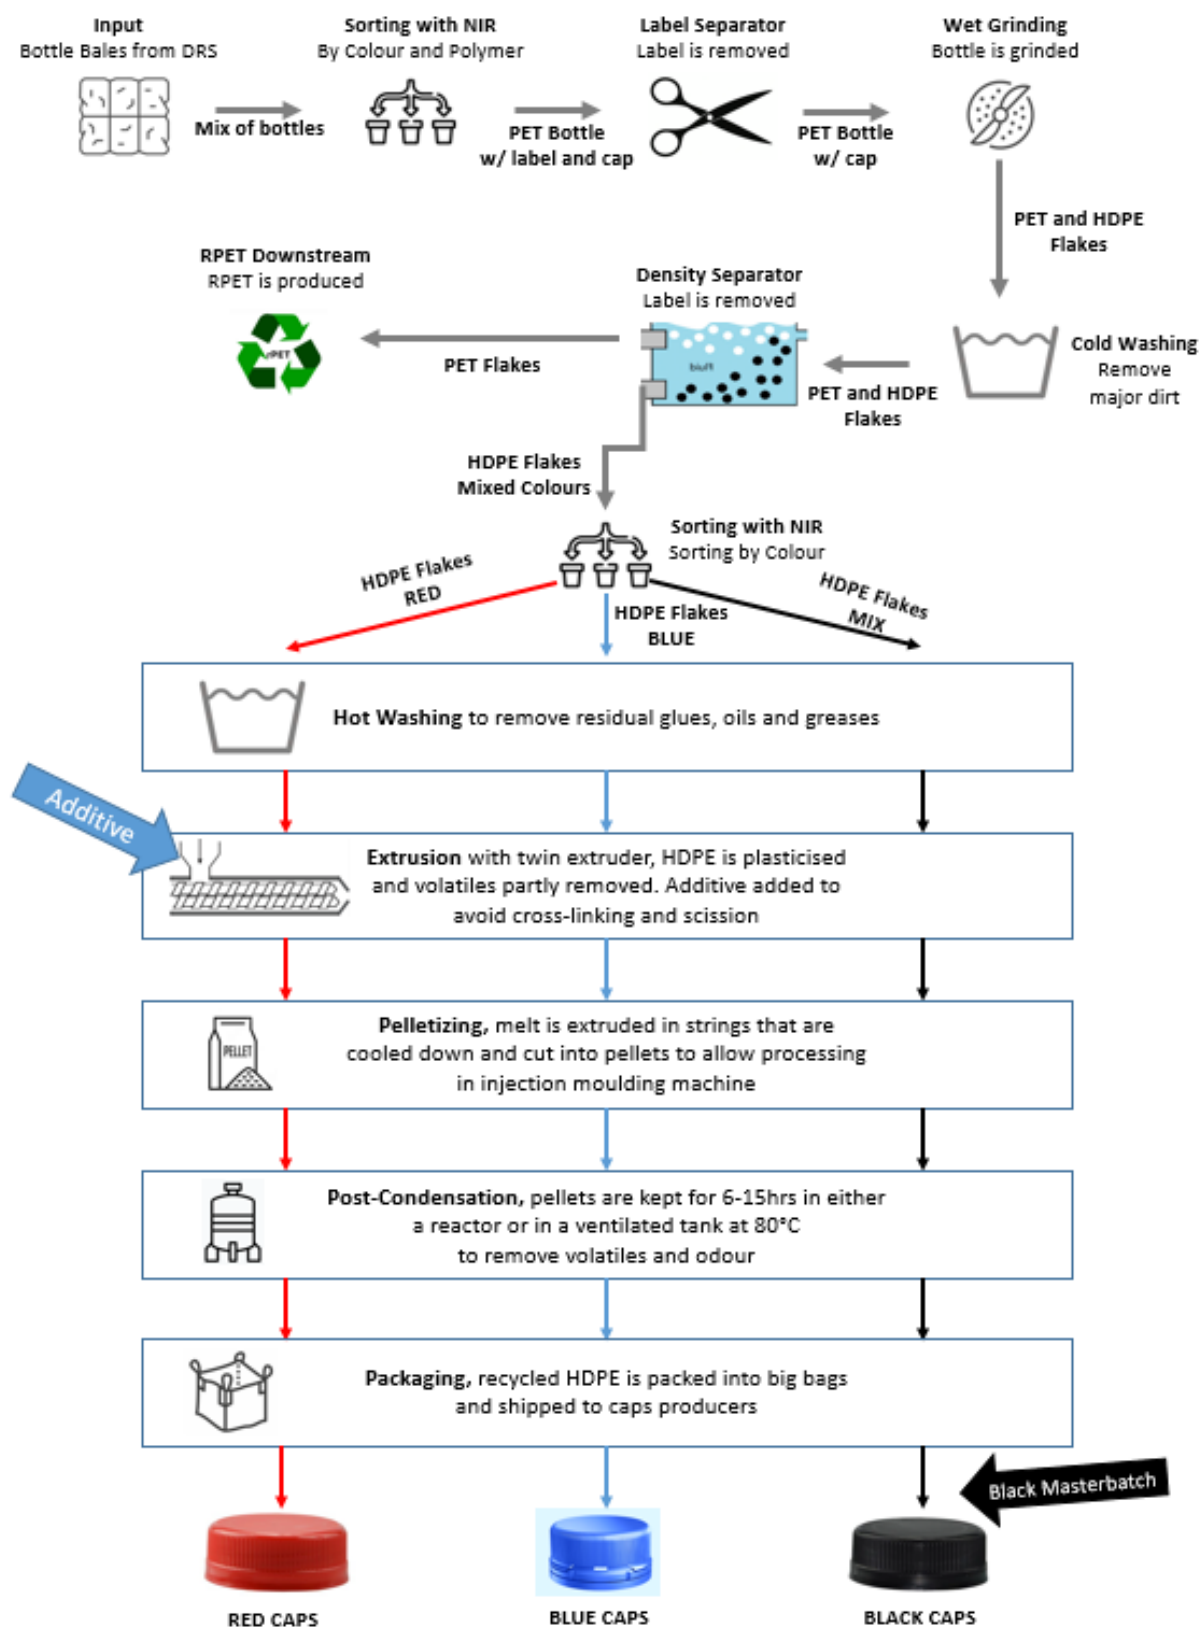 Input
Bottle Bales from DRS
Sorting with NIR
By Colour and Polymer
Label Separator
Label is removed
Wet Grinding
Bottle is grinded
Mix of bottles
PET Bottle
w/ label and cap
PET Bottle
w/ cap
PET and HDPE
Flakes
RPET Downstream
RPET is produced
rPET
Density Separator
Label is removed
fluid
Cold Washing
Remove
major dirt
PET Flakes
PET and HDPE
Flakes
HDPE Flakes
Mixed Colours
Sorting with NIR
Sorting by Colour
HDPE Flakes
RED
HDPE Flakes
BLUE
HDPE Flakes
MIX
Hot Washing to remove residual glues, oils and greases
Additive
Extrusion with twin extruder, HDPE is plasticised
and volatiles partly removed. Additive added to
avoid cross-linking and scission
PELLET
Pelletizing, melt is extruded in strings that are
cooled down and cut into pellets to allow processing
in injection moulding machine
Post-Condensation, pellets are kept for 6-15hrs in either
a reactor or in a ventilated tank at 80°C
to remove volatiles and odour
Packaging, recycled HDPE is packed into big bags
and shipped to caps producers
Black Masterbatch
RED CAPS
BLUE CAPS
BLACK CAPS